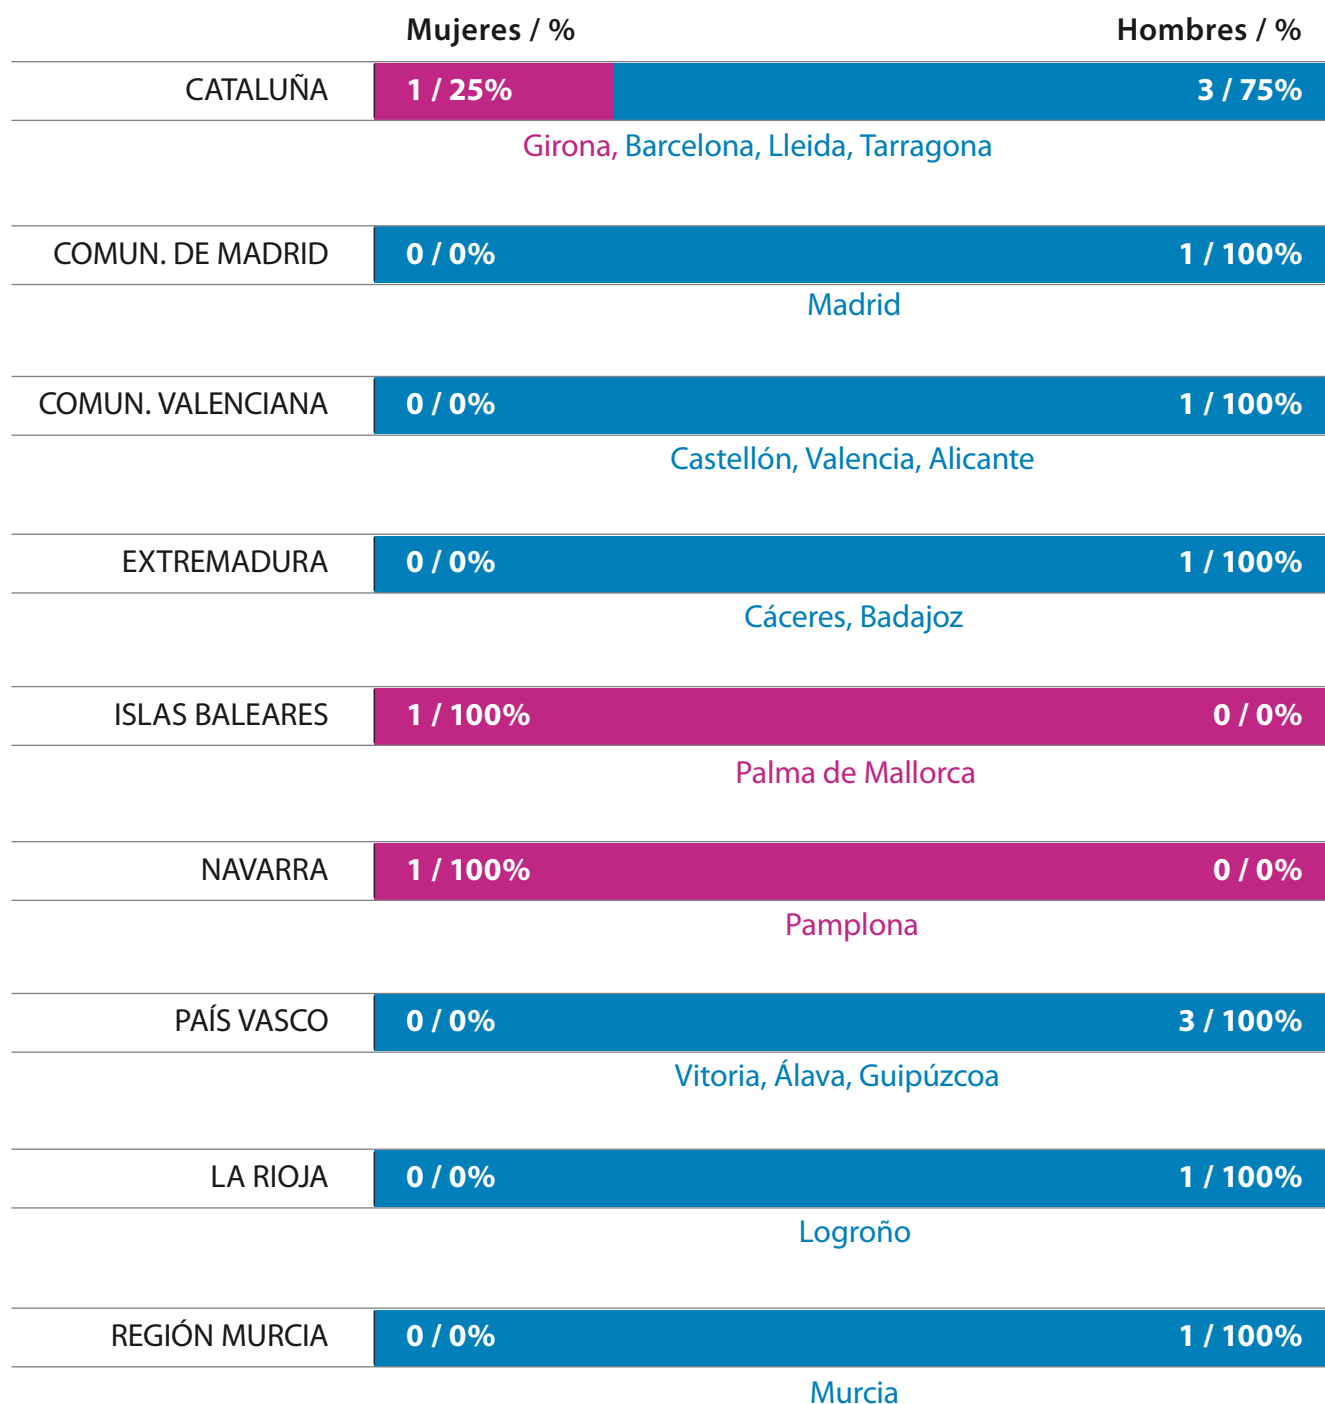 Mujeres / % Hombres / %
CATALUÑA 1 / 25% 3 / 75%
Girona, Barcelona, Lleida, Tarragona
COMUN. DE MADRID 0 / 0% 1 / 100%
Madrid
COMUN. VALENCIANA 0 / 0% 1 / 100%
Castellón, Valencia, Alicante
EXTREMADURA 0 / 0% 1 / 100%
Cáceres, Badajoz
ISLAS BALEARES 1 / 100% 0 / 0%
Palma de Mallorca
NAVARRA 1 / 100% 0 / 0%
Pamplona
PAÍS VASCO 0 / 0% 3 / 100%
Vitoria, Álava, Guipúzcoa
LA RIOJA 0 / 0% 1 / 100%
Logroño
REGIÓN MURCIA 0 / 0% 1 / 100%
Murcia